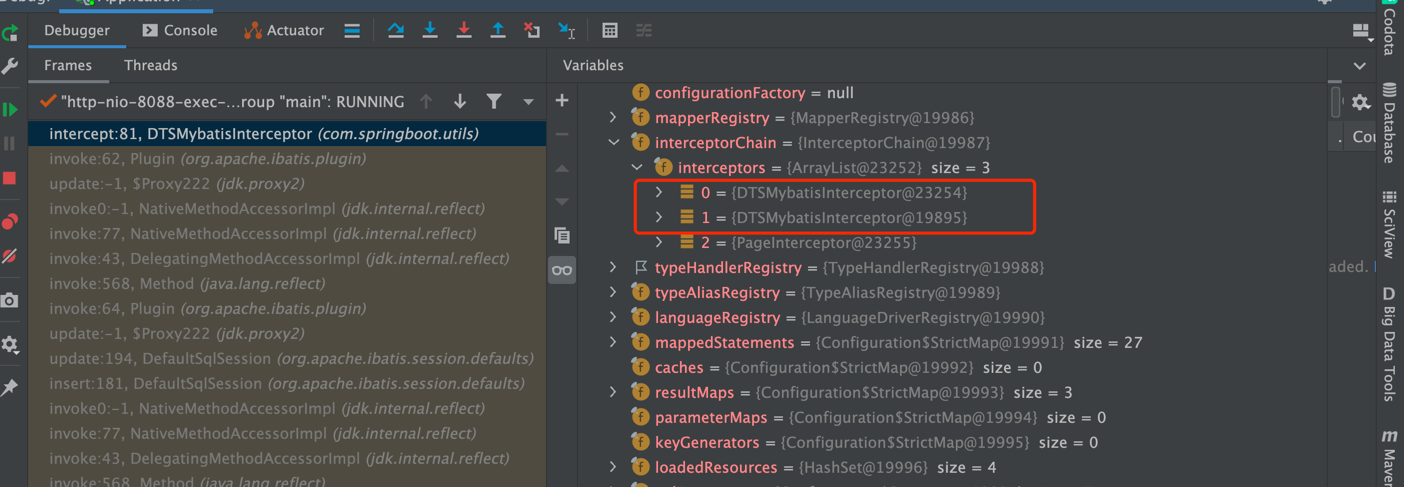 Debugger
Console
Actuator
Frames
Threads
Variables
"http-nio-8088-exec-...roup "main": RUNNING
intercept:81, DTSMybatisInterceptor (com.springboot.utils)
invoke:62, Plugin (org.apache.ibatis.plugin)
update:-1, $Proxy222 (jdk.proxy2)
invoke0:-1, NativeMethodAccessorImpl (jdk.internal.reflect)
invoke:77, NativeMethodAccessorImpl (jdk.internal.reflect)
invoke:43, DelegatingMethodAccessorImpl (jdk.internal.reflect)
invoke:568, Method (java.lang.reflect)
invoke:64, Plugin (org.apache.ibatis.plugin)
update:-1, $Proxy222 (jdk.proxy2)
update:194, DefaultSqlSession (org.apache.ibatis.session.defaults)
insert:181, DefaultSqlSession (org.apache.ibatis.session.defaults)
invoke0:-1, NativeMethodAccessorImpl (jdk.internal.reflect)
invoke:77, NativeMethodAccessorImpl (jdk.internal.reflect)
invoke:43, DelegatingMethodAccessorImpl (jdk.internal.reflect)
invoke:568, Method (java.lang.reflect)
configurationFactory = null
mapperRegistry = {MapperRegistry@19986}
interceptorChain = {InterceptorChain@19987}
interceptors = {ArrayList@23252} size = 3
0 = {DTSMybatisInterceptor@23254}
1 = {DTSMybatisInterceptor@19895}
2 = {PageInterceptor@23255}
typeHandlerRegistry = {TypeHandlerRegistry@19988}
typeAliasRegistry = {TypeAliasRegistry@19989}
languageRegistry = {LanguageDriverRegistry@19990}
mappedStatements = {Configuration$StrictMap@19991} size = 27
caches = {Configuration$StrictMap@19992} size = 0
resultMaps = {Configuration$StrictMap@19993} size = 3
parameterMaps = {Configuration$StrictMap@19994} size = 0
keyGenerators = {Configuration$StrictMap@19995} size = 0
loadedResources = {HashSet@19996} size = 4
Cou
aded.
Codota
Database
SciView
D Big Data Tools
m Maven